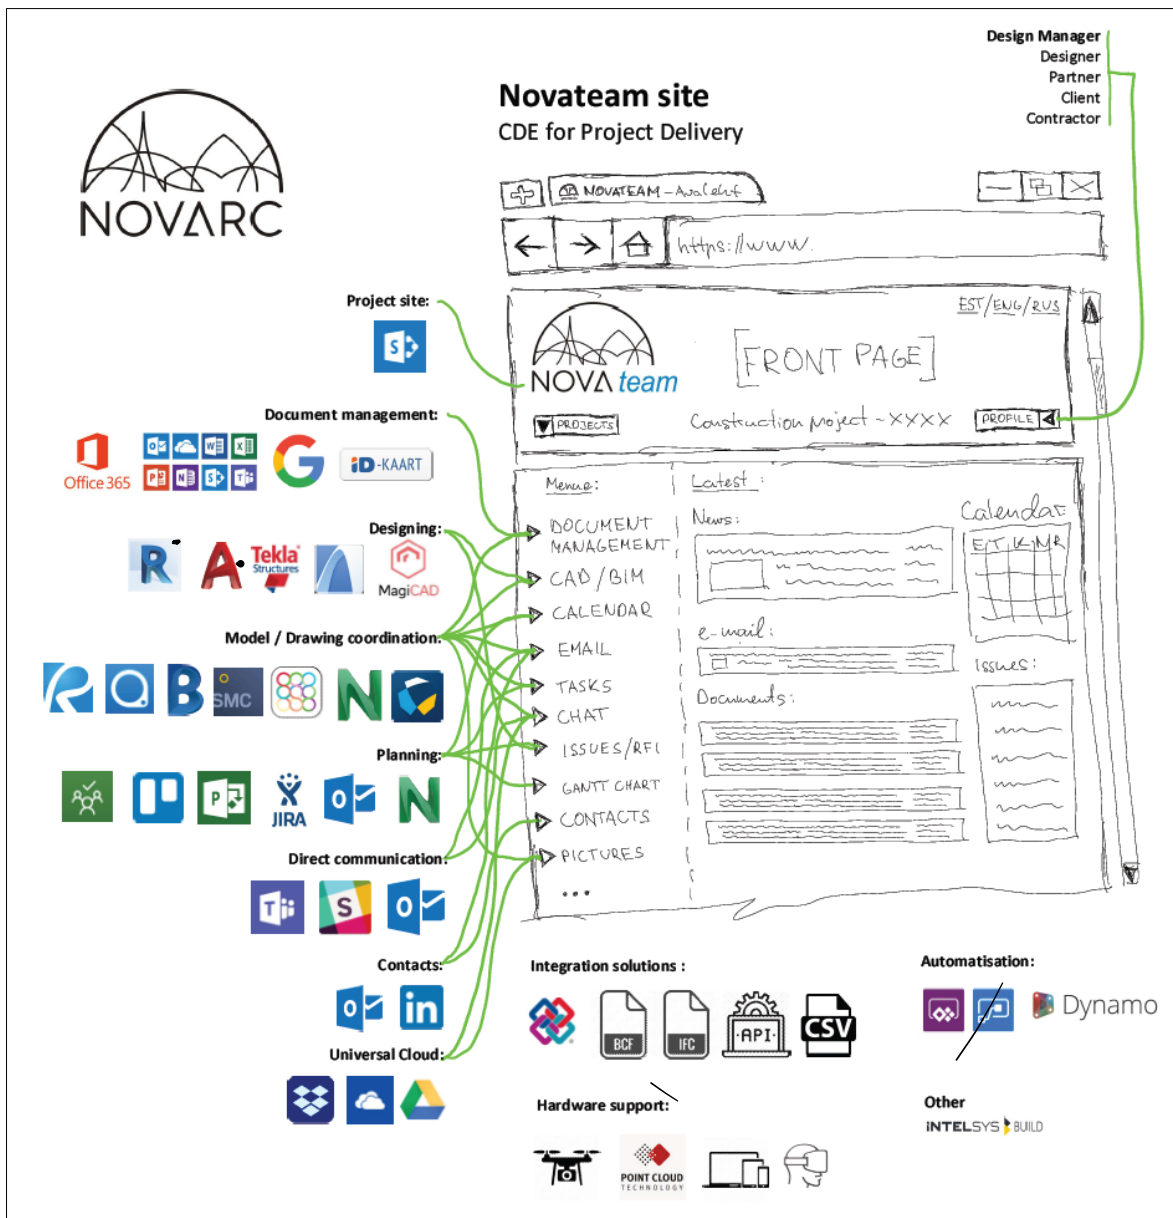 Design Manager
Designer
Partner
Client
Contractor
NOVARC
Novateam site
CDE for Project Delivery
NOVATEAM - Avaleht
https://www.
Project site:
S
EST/ENG/RUS
[FRONT PAGE]
NOVA team
PROJECTS
Construction project - XXXX
PROFILE
Document management:
Office 365
iD-KAART
Menue:
Latest:
News:
Calendar
E T K N R
DOCUMENT
MANAGEMENT
Designing:
R
A
Tekla
Structures
MagiCAD
CAD/BIM
CALENDAR
Model / Drawing coordination:
SMC
EMAIL
e-mail:
TASKS
Issues:
Documents:
CHAT
Planning:
ISSUES/RFI
JIRA
GANTT CHART
CONTACTS
Direct communication:
PICTURES
...
Contacts:
in
Integration solutions :
BCF
IFC
API
CSV
Automatisation:
Dynamo
Universal Cloud:
Hardware support:
POINT CLOUD
TECHNOLOGY
Other
iNTELSYS BUILD